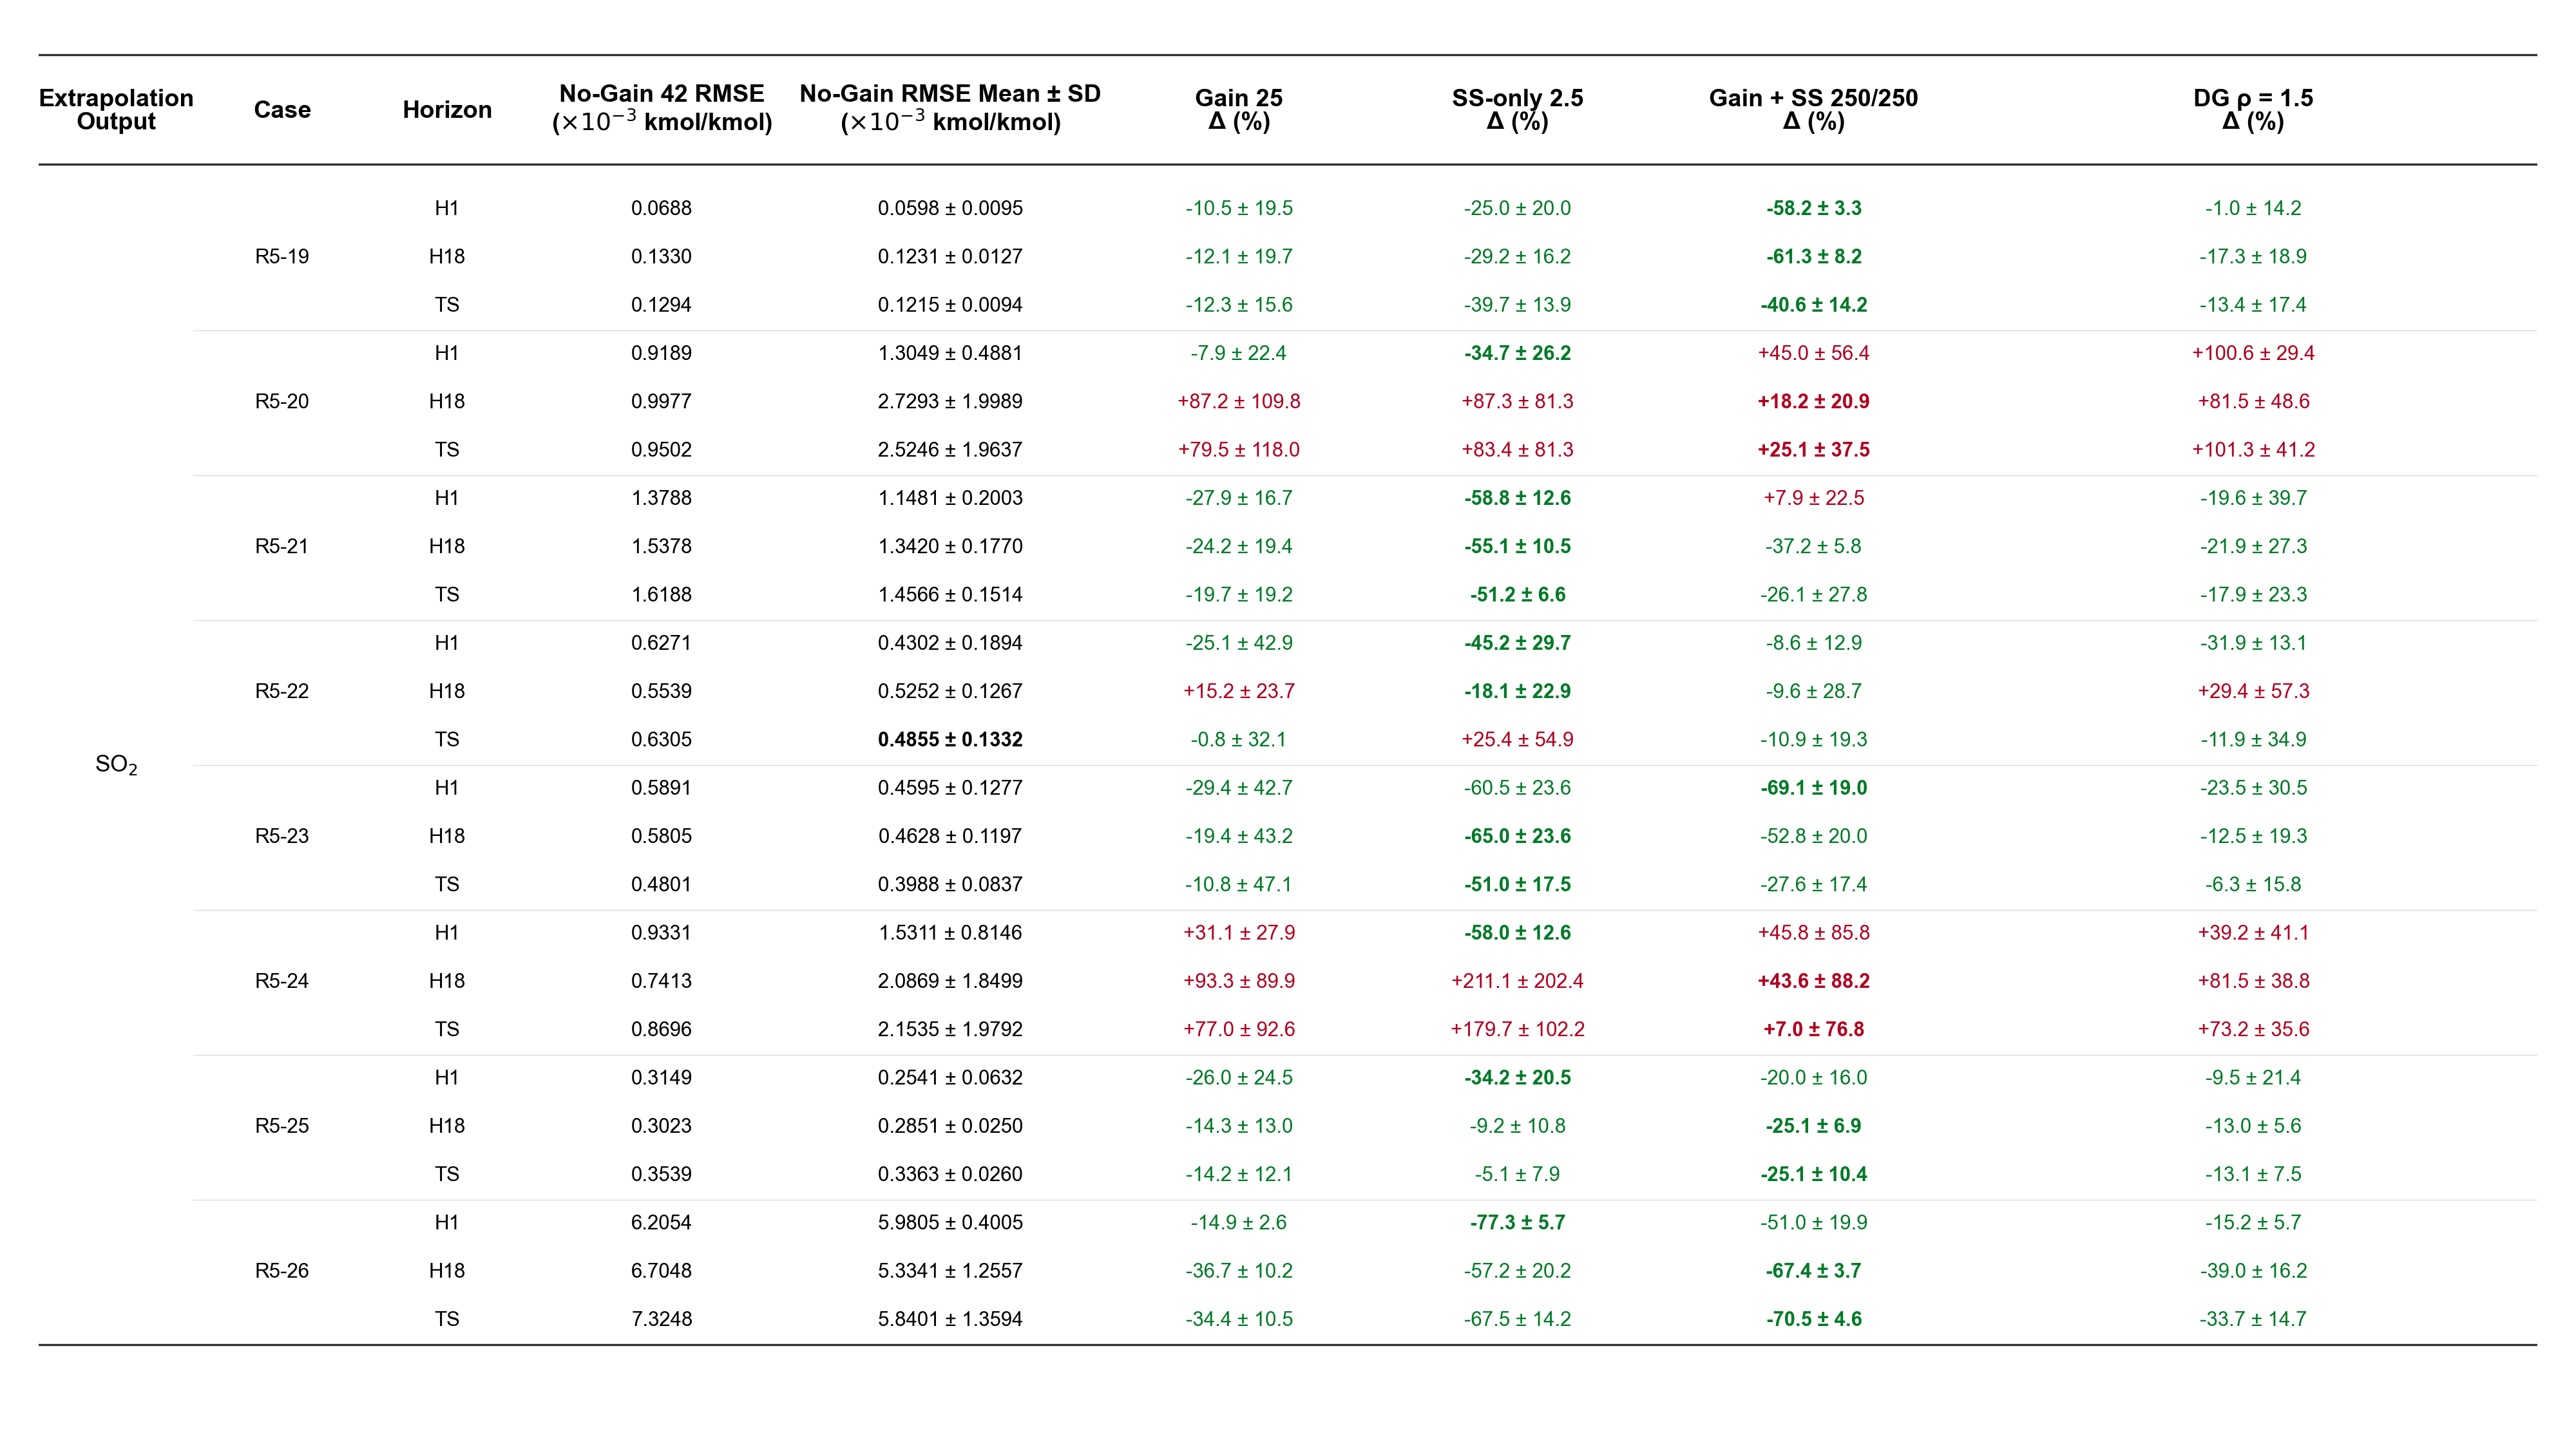 Extrapolation Output Case Horizon No-Gain 42 RMSE (×10⁻³ kmol/kmol) No-Gain RMSE Mean ± SD (×10⁻³ kmol/kmol) Gain 25 Δ (%) SS-only 2.5 Δ (%) Gain + SS 250/250 Δ (%) DG ρ = 1.5 Δ (%)
H1 0.0688 0.0598 ± 0.0095 -10.5 ± 19.5 -25.0 ± 20.0 -58.2 ± 3.3 -1.0 ± 14.2
R5-19 H18 0.1330 0.1231 ± 0.0127 -12.1 ± 19.7 -29.2 ± 16.2 -61.3 ± 8.2 -17.3 ± 18.9
TS 0.1294 0.1215 ± 0.0094 -12.3 ± 15.6 -39.7 ± 13.9 -40.6 ± 14.2 -13.4 ± 17.4
H1 0.9189 1.3049 ± 0.4881 -7.9 ± 22.4 -34.7 ± 26.2 +45.0 ± 56.4 +100.6 ± 29.4
R5-20 H18 0.9977 2.7293 ± 1.9989 +87.2 ± 109.8 +87.3 ± 81.3 +18.2 ± 20.9 +81.5 ± 48.6
TS 0.9502 2.5246 ± 1.9637 +79.5 ± 118.0 +83.4 ± 81.3 +25.1 ± 37.5 +101.3 ± 41.2
H1 1.3788 1.1481 ± 0.2003 -27.9 ± 16.7 -58.8 ± 12.6 +7.9 ± 22.5 -19.6 ± 39.7
R5-21 H18 1.5378 1.3420 ± 0.1770 -24.2 ± 19.4 -55.1 ± 10.5 -37.2 ± 5.8 -21.9 ± 27.3
TS 1.6188 1.4566 ± 0.1514 -19.7 ± 19.2 -51.2 ± 6.6 -26.1 ± 27.8 -17.9 ± 23.3
H1 0.6271 0.4302 ± 0.1894 -25.1 ± 42.9 -45.2 ± 29.7 -8.6 ± 12.9 -31.9 ± 13.1
R5-22 H18 0.5539 0.5252 ± 0.1267 +15.2 ± 23.7 -18.1 ± 22.9 -9.6 ± 28.7 +29.4 ± 57.3
TS 0.6305 0.4855 ± 0.1332 -0.8 ± 32.1 +25.4 ± 54.9 -10.9 ± 19.3 -11.9 ± 34.9
SO₂
H1 0.5891 0.4595 ± 0.1277 -29.4 ± 42.7 -60.5 ± 23.6 -69.1 ± 19.0 -23.5 ± 30.5
R5-23 H18 0.5805 0.4628 ± 0.1197 -19.4 ± 43.2 -65.0 ± 23.6 -52.8 ± 20.0 -12.5 ± 19.3
TS 0.4801 0.3988 ± 0.0837 -10.8 ± 47.1 -51.0 ± 17.5 -27.6 ± 17.4 -6.3 ± 15.8
H1 0.9331 1.5311 ± 0.8146 +31.1 ± 27.9 -58.0 ± 12.6 +45.8 ± 85.8 +39.2 ± 41.1
R5-24 H18 0.7413 2.0869 ± 1.8499 +93.3 ± 89.9 +211.1 ± 202.4 +43.6 ± 88.2 +81.5 ± 38.8
TS 0.8696 2.1535 ± 1.9792 +77.0 ± 92.6 +179.7 ± 102.2 +7.0 ± 76.8 +73.2 ± 35.6
H1 0.3149 0.2541 ± 0.0632 -26.0 ± 24.5 -34.2 ± 20.5 -20.0 ± 16.0 -9.5 ± 21.4
R5-25 H18 0.3023 0.2851 ± 0.0250 -14.3 ± 13.0 -9.2 ± 10.8 -25.1 ± 6.9 -13.0 ± 5.6
TS 0.3539 0.3363 ± 0.0260 -14.2 ± 12.1 -5.1 ± 7.9 -25.1 ± 10.4 -13.1 ± 7.5
H1 6.2054 5.9805 ± 0.4005 -14.9 ± 2.6 -77.3 ± 5.7 -51.0 ± 19.9 -15.2 ± 5.7
R5-26 H18 6.7048 5.3341 ± 1.2557 -36.7 ± 10.2 -57.2 ± 20.2 -67.4 ± 3.7 -39.0 ± 16.2
TS 7.3248 5.8401 ± 1.3594 -34.4 ± 10.5 -67.5 ± 14.2 -70.5 ± 4.6 -33.7 ± 14.7